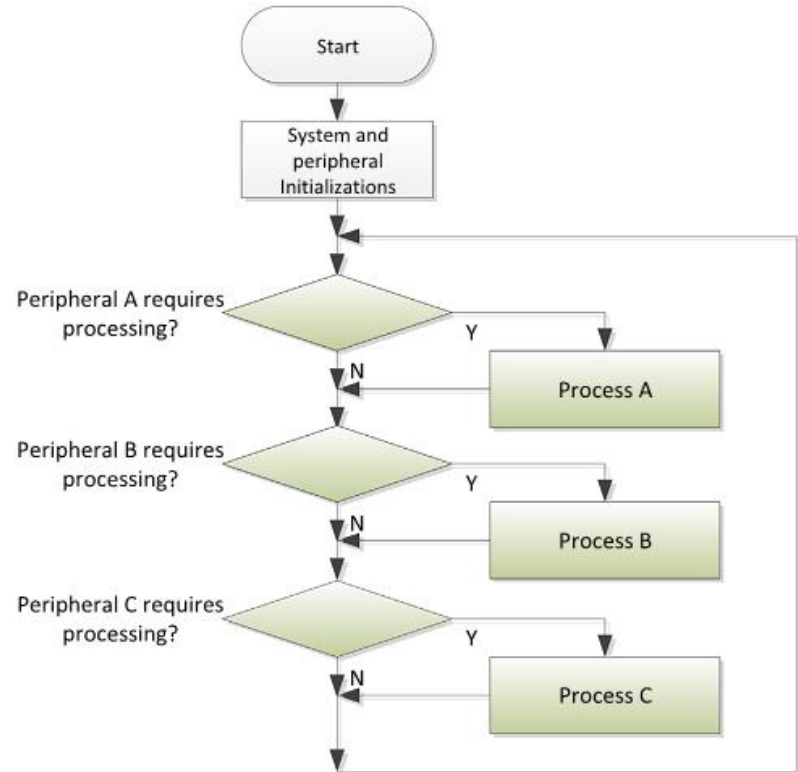 Start
System and
peripheral
Initializations
Peripheral A requires
processing?
Y
N
Process A
Peripheral B requires
processing?
Y
N
Process B
Peripheral C requires
processing?
Y
N
Process C